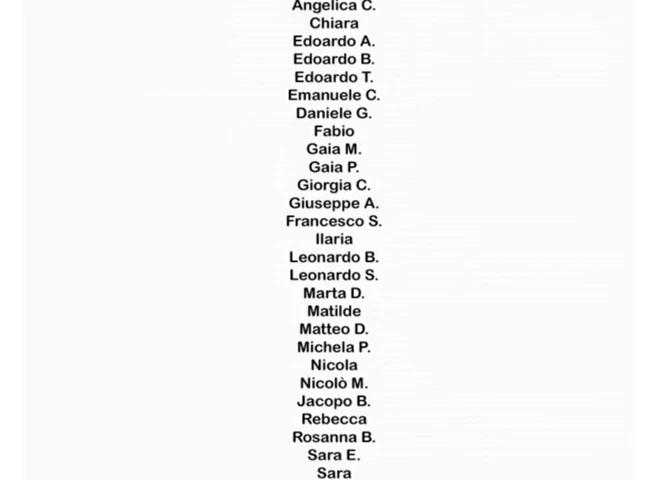 Angelica C.
Chiara
Edoardo A.
Edoardo B.
Edoardo T.
Emanuele C.
Daniele G.
Fabio
Gaia M.
Gaia P.
Giorgia C.
Giuseppe A.
Francesco S.
Ilaria
Leonardo B.
Leonardo S.
Marta D.
Matilde
Matteo D.
Michela P.
Nicola
Nicolò M.
Jacopo B.
Rebecca
Rosanna B.
Sara E.
Sara